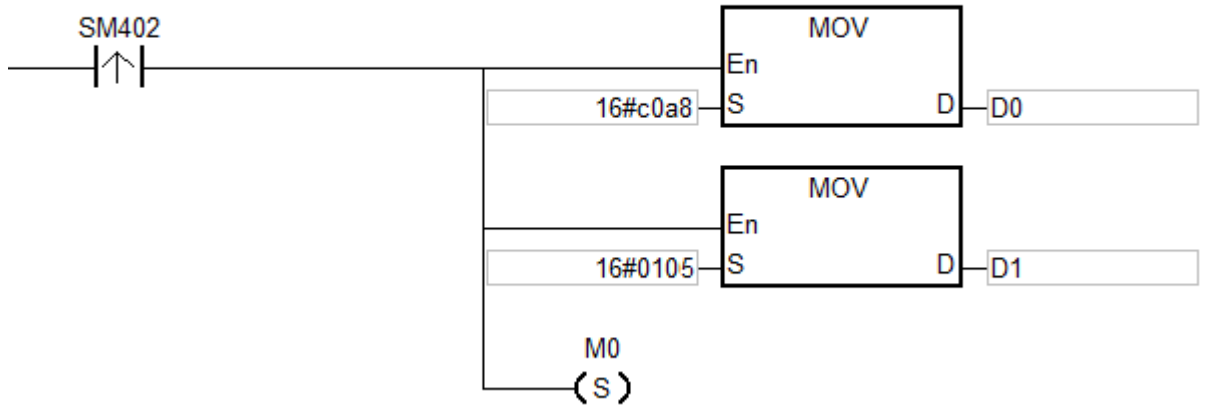 SM402
MOV
En
16#c0a8 S D D0
MOV
En
16#0105 S D D1
M0
S